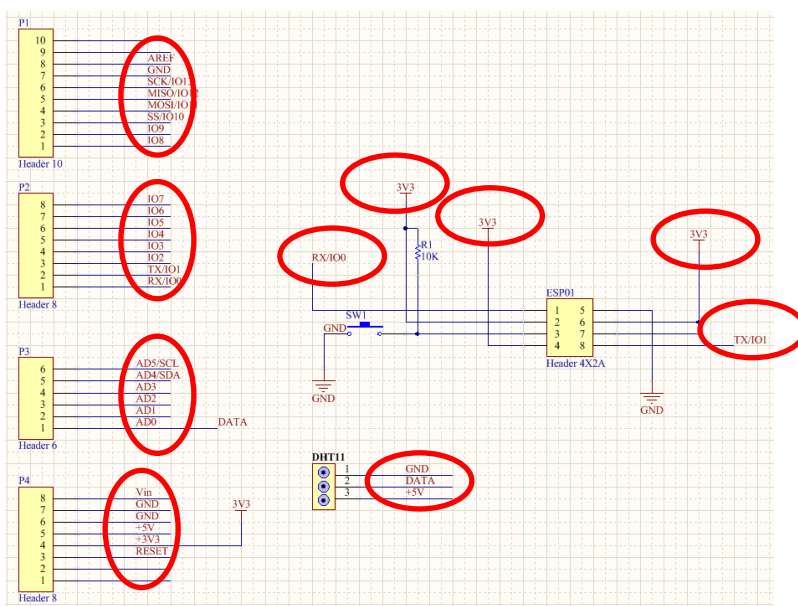 P1
10
9
8
7
6
5
4
3
2
1
AREF
GND
SCK/IO13
MISO/IO12
MOSI/IO11
SS/IO10
IO9
IO8
Header 10
P2
8
7
6
5
4
3
2
1
IO7
IO6
IO5
IO4
IO3
IO2
TX/IO1
RX/IO0
Header 8
P3
6
5
4
3
2
1
AD5/SCL
AD4/SDA
AD3
AD2
AD1
AD0
DATA
Header 6
P4
8
7
6
5
4
3
2
1
Vin
GND
GND
+5V
+3V3
RESET
3V3
Header 8
3V3
3V3
3V3
RX/IO0
R1
10K
SW1
GND
GND
ESP01
1 5
2 6
3 7
4 8
Header 4X2A
TX/IO1
GND
DHT11
1 GND
2 DATA
3 +5V